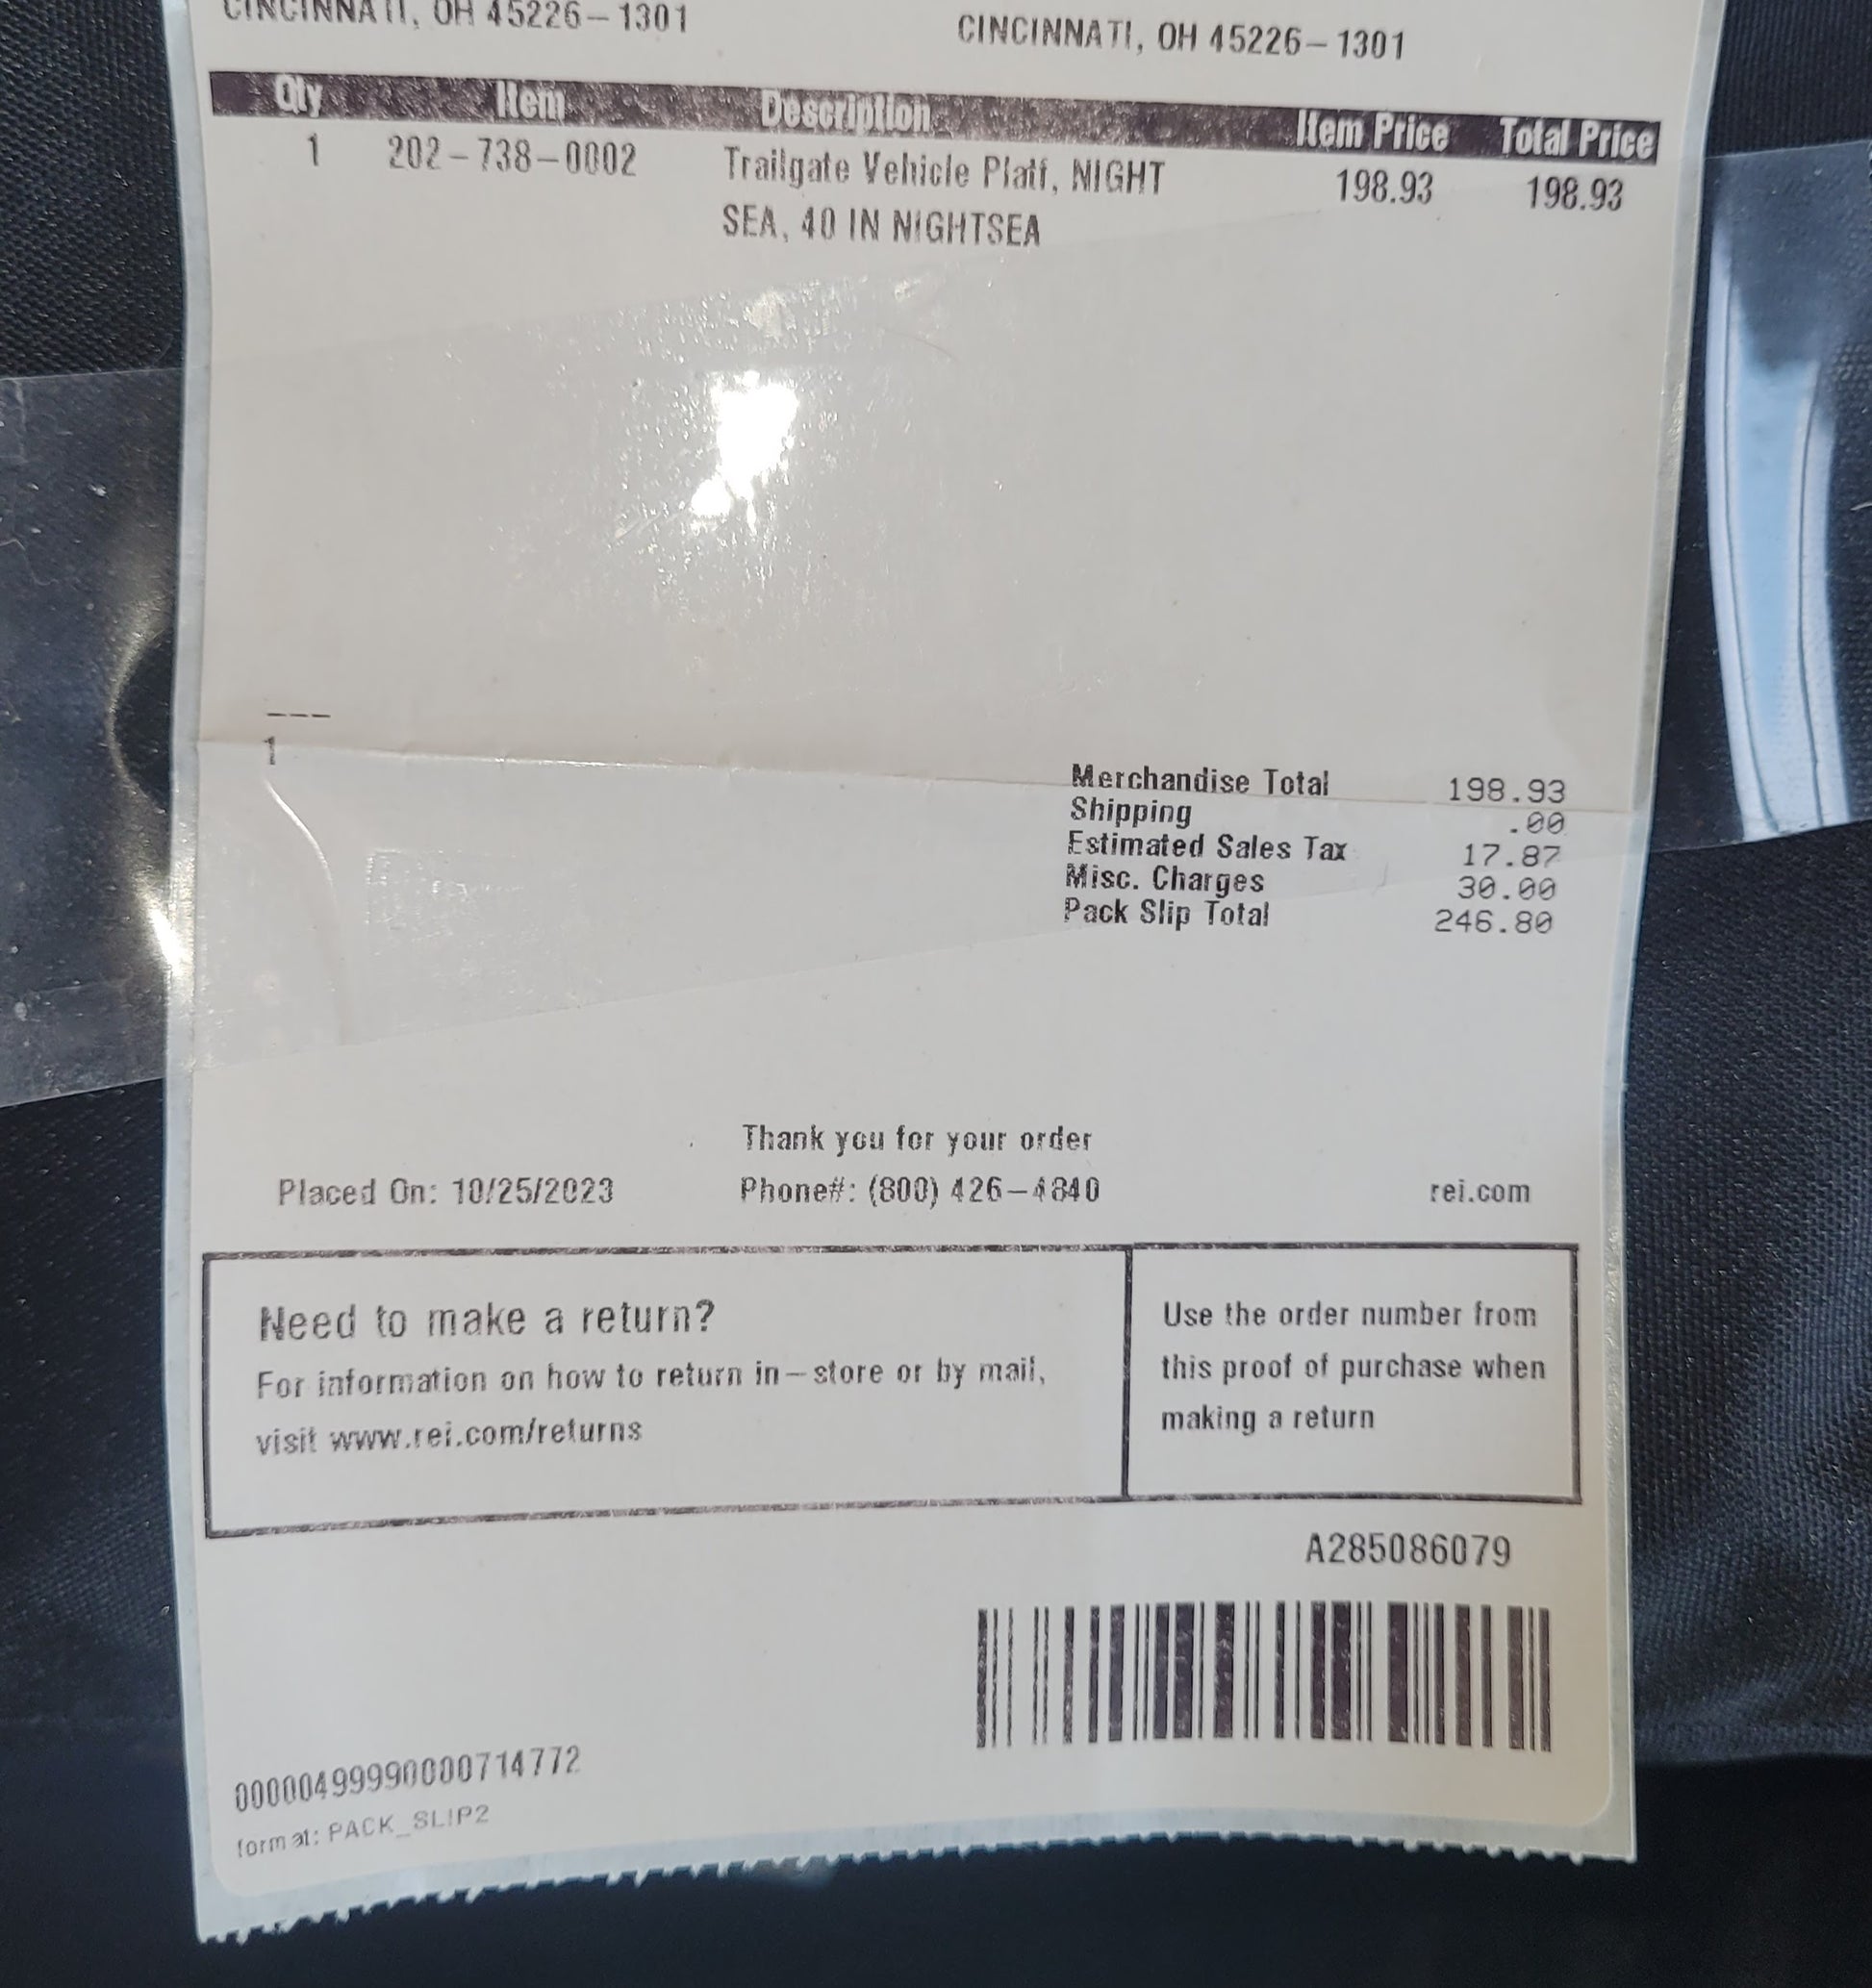 CINCINNATI, OH 45226-1301 CINCINNATI, OH 45226-1301
Qty Item Description Item Price Total Price
1 202-738-0002 Trailgate Vehicle Platf, NIGHT 198.93 198.93
SEA, 40 IN NIGHTSEA
---
1
Merchandise Total 198.93
Shipping .00
Estimated Sales Tax 17.87
Misc. Charges 30.00
Pack Slip Total 246.80
Thank you for your order
Placed On: 10/25/2023 Phone#: (800) 426-4840 rei.com
Need to make a return?
For information on how to return in-store or by mail,
visit www.rei.com/returns
Use the order number from
this proof of purchase when
making a return
A285086079
00000499990000714772
format: PACK_SLIP2